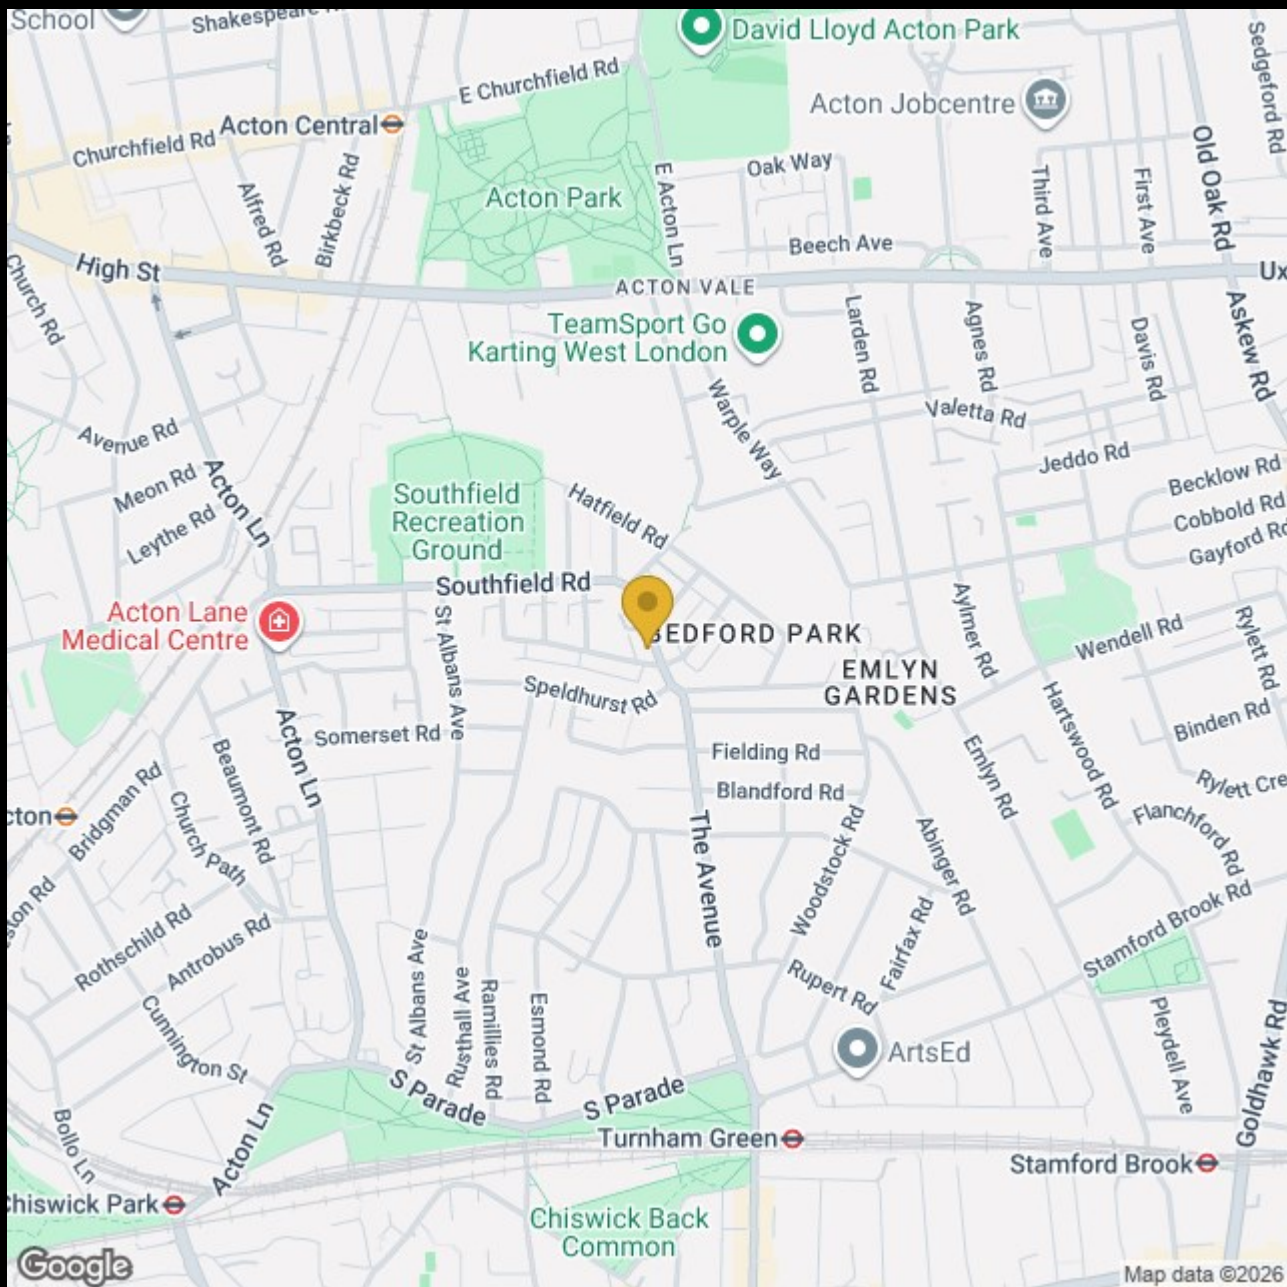 School
Shakespeare R
David Lloyd Acton Park
Sedgeford Rd
E Churchfield Rd
Acton Jobcentre
Acton Central
Churchfield Rd
Alfred Rd
Birkbeck Rd
Acton Park
E Acton Ln
Oak Way
Third Ave
First Ave
Old Oak Rd
Beech Ave
High St
Church Rd
ACTON VALE
Ux
TeamSport Go
Karting West London
Larden Rd
Agnes Rd
Davis Rd
Askew Rd
Warple Way
Valetta Rd
Avenue Rd
Jeddo Rd
Meon Rd
Acton Ln
Becklow Rd
Leythe Rd
Southfield
Recreation
Ground
Hatfield Rd
Cobbold Rd
Gayford Rd
Southfield Rd
Acton Lane
Medical Centre
St Albans Ave
BEDFORD PARK
Aylmer Rd
Wendell Rd
Rylett Rd
EMLYN
GARDENS
Speldhurst Rd
Hartswood Rd
Binden Rd
Acton Ln
Somerset Rd
Beaumont Rd
Fielding Rd
Emlyn Rd
Blandford Rd
Rylett Cre
cton
Bridgman Rd
Church Path
The Avenue
Woodstock Rd
Abinger Rd
Flanchford Rd
ston Rd
Rothschild Rd
Antrobus Rd
Fairfax Rd
Stamford Brook Rd
St Albans Ave
Rusthall Ave
Ramillies Rd
Esmond Rd
Rupert Rd
Cunnington St
Pleydell Ave
Goldhawk Rd
ArtsEd
S Parade
S Parade
Bollo Ln
Acton Ln
Turnham Green
Stamford Brook
Chiswick Park
Chiswick Back
Common
Google
Map data ©2026